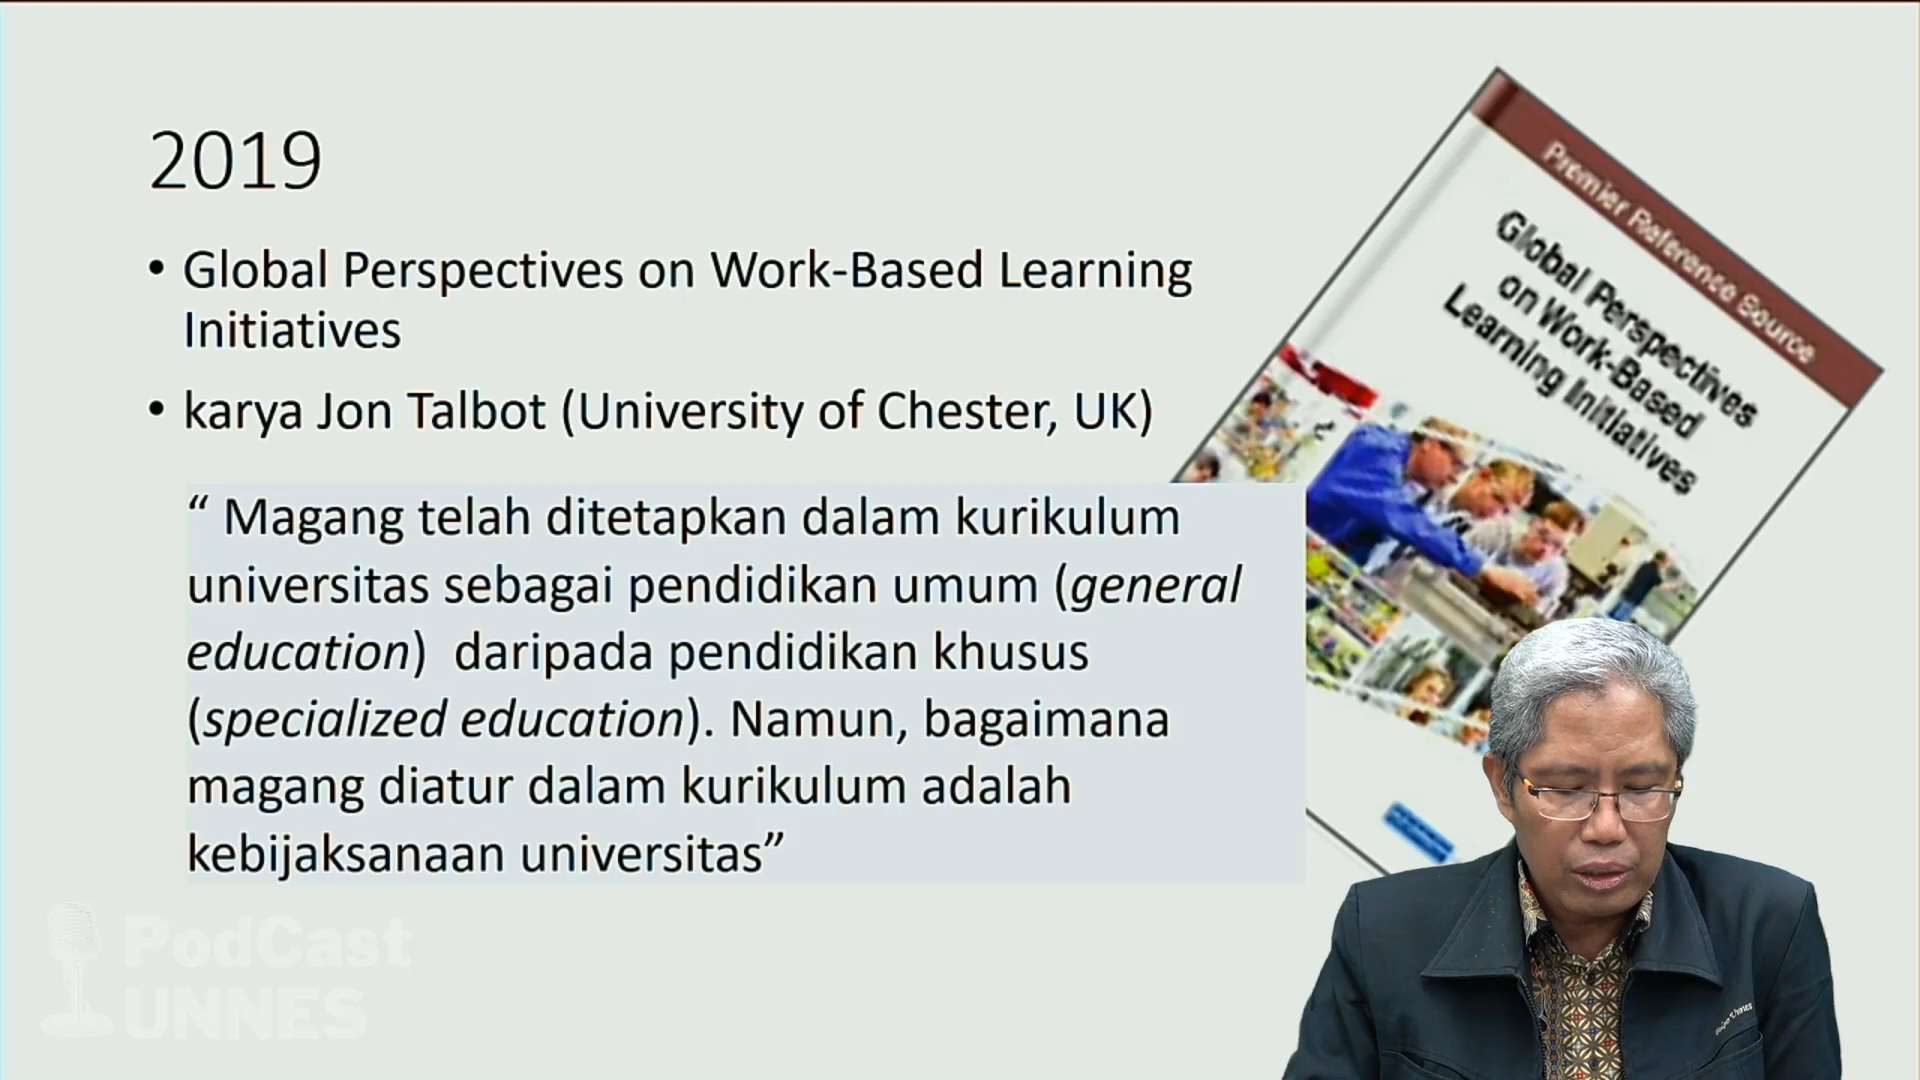 2019
• Global Perspectives on Work-Based Learning
Initiatives
• karya Jon Talbot (University of Chester, UK)
“ Magang telah ditetapkan dalam kurikulum
universitas sebagai pendidikan umum (general
education)  daripada pendidikan khusus
(specialized education). Namun, bagaimana
magang diatur dalam kurikulum adalah
kebijaksanaan universitas”
Premier Reference Source
Global Perspectives
on Work-Based
Learning Initiatives
PodCast
UNNES